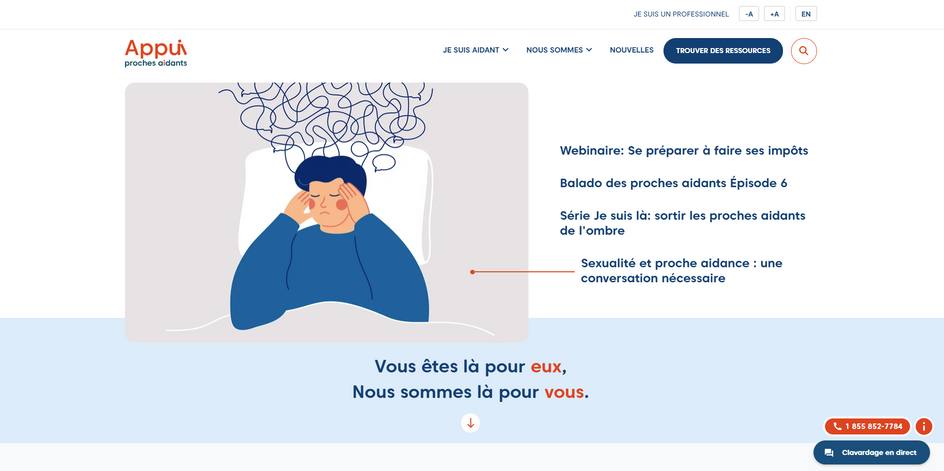 JE SUIS UN PROFESSIONNEL -A +A EN
Appui
proches aidants
JE SUIS AIDANT NOUS SOMMES NOUVELLES TROUVER DES RESSOURCES
Webinaire: Se préparer à faire ses impôts
Balado des proches aidants Épisode 6
Série Je suis là: sortir les proches aidants
de l'ombre
Sexualité et proche aidance : une
conversation nécessaire
Vous êtes là pour eux,
Nous sommes là pour vous.
1 855 852-7784 i
Clavardage en direct